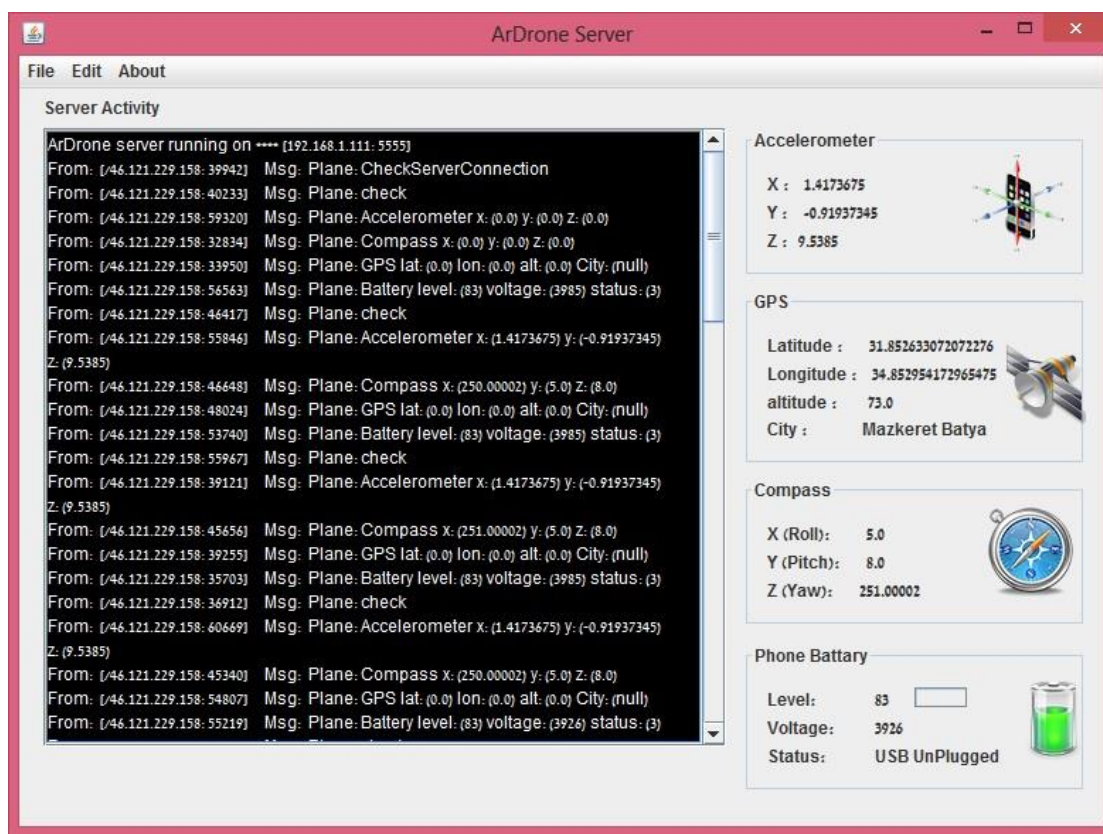 ArDrone Server
File Edit About
Server Activity
ArDrone server running on **** [192.168.1.111: 5555]
From: [/46.121.229.158: 39942] Msg: Plane: CheckServerConnection
From: [/46.121.229.158: 40233] Msg: Plane: check
From: [/46.121.229.158: 59320] Msg: Plane: Accelerometer x: (0.0) y: (0.0) z: (0.0)
From: [/46.121.229.158: 32834] Msg: Plane: Compass x: (0.0) y: (0.0) z: (0.0)
From: [/46.121.229.158: 33950] Msg: Plane: GPS lat: (0.0) lon: (0.0) alt: (0.0) City: (null)
From: [/46.121.229.158: 56563] Msg: Plane: Battery level: (83) voltage: (3985) status: (3)
From: [/46.121.229.158: 46417] Msg: Plane: check
From: [/46.121.229.158: 55846] Msg: Plane: Accelerometer x: (1.4173675) y: (-0.91937345)
z: (9.5385)
From: [/46.121.229.158: 46648] Msg: Plane: Compass x: (250.00002) y: (5.0) z: (8.0)
From: [/46.121.229.158: 48024] Msg: Plane: GPS lat: (0.0) lon: (0.0) alt: (0.0) City: (null)
From: [/46.121.229.158: 53740] Msg: Plane: Battery level: (83) voltage: (3985) status: (3)
From: [/46.121.229.158: 55967] Msg: Plane: check
From: [/46.121.229.158: 39121] Msg: Plane: Accelerometer x: (1.4173675) y: (-0.91937345)
z: (9.5385)
From: [/46.121.229.158: 45656] Msg: Plane: Compass x: (251.00002) y: (5.0) z: (8.0)
From: [/46.121.229.158: 39255] Msg: Plane: GPS lat: (0.0) lon: (0.0) alt: (0.0) City: (null)
From: [/46.121.229.158: 35703] Msg: Plane: Battery level: (83) voltage: (3985) status: (3)
From: [/46.121.229.158: 36912] Msg: Plane: check
From: [/46.121.229.158: 60669] Msg: Plane: Accelerometer x: (1.4173675) y: (-0.91937345)
z: (9.5385)
From: [/46.121.229.158: 45340] Msg: Plane: Compass x: (250.00002) y: (5.0) z: (8.0)
From: [/46.121.229.158: 54807] Msg: Plane: GPS lat: (0.0) lon: (0.0) alt: (0.0) City: (null)
From: [/46.121.229.158: 55219] Msg: Plane: Battery level: (83) voltage: (3926) status: (3)
Accelerometer
X : 1.4173675
Y : -0.91937345
Z : 9.5385
GPS
Latitude : 31.852633072072276
Longitude : 34.852954172965475
altitude : 73.0
City : Mazkeret Batya
Compass
X (Roll): 5.0
Y (Pitch): 8.0
Z (Yaw): 251.00002
Phone Battary
Level: 83
Voltage: 3926
Status: USB UnPlugged